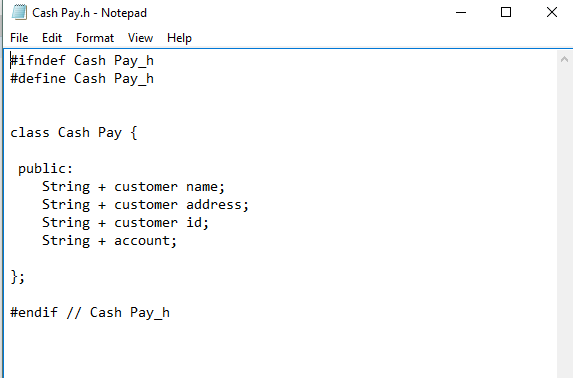 Cash Pay.h - Notepad
File Edit Format View Help
#ifndef Cash Pay_h
#define Cash Pay_h
class Cash Pay {
public:
String + customer name;
String + customer address;
String + customer id;
String + account;
};
#endif // Cash Pay_h